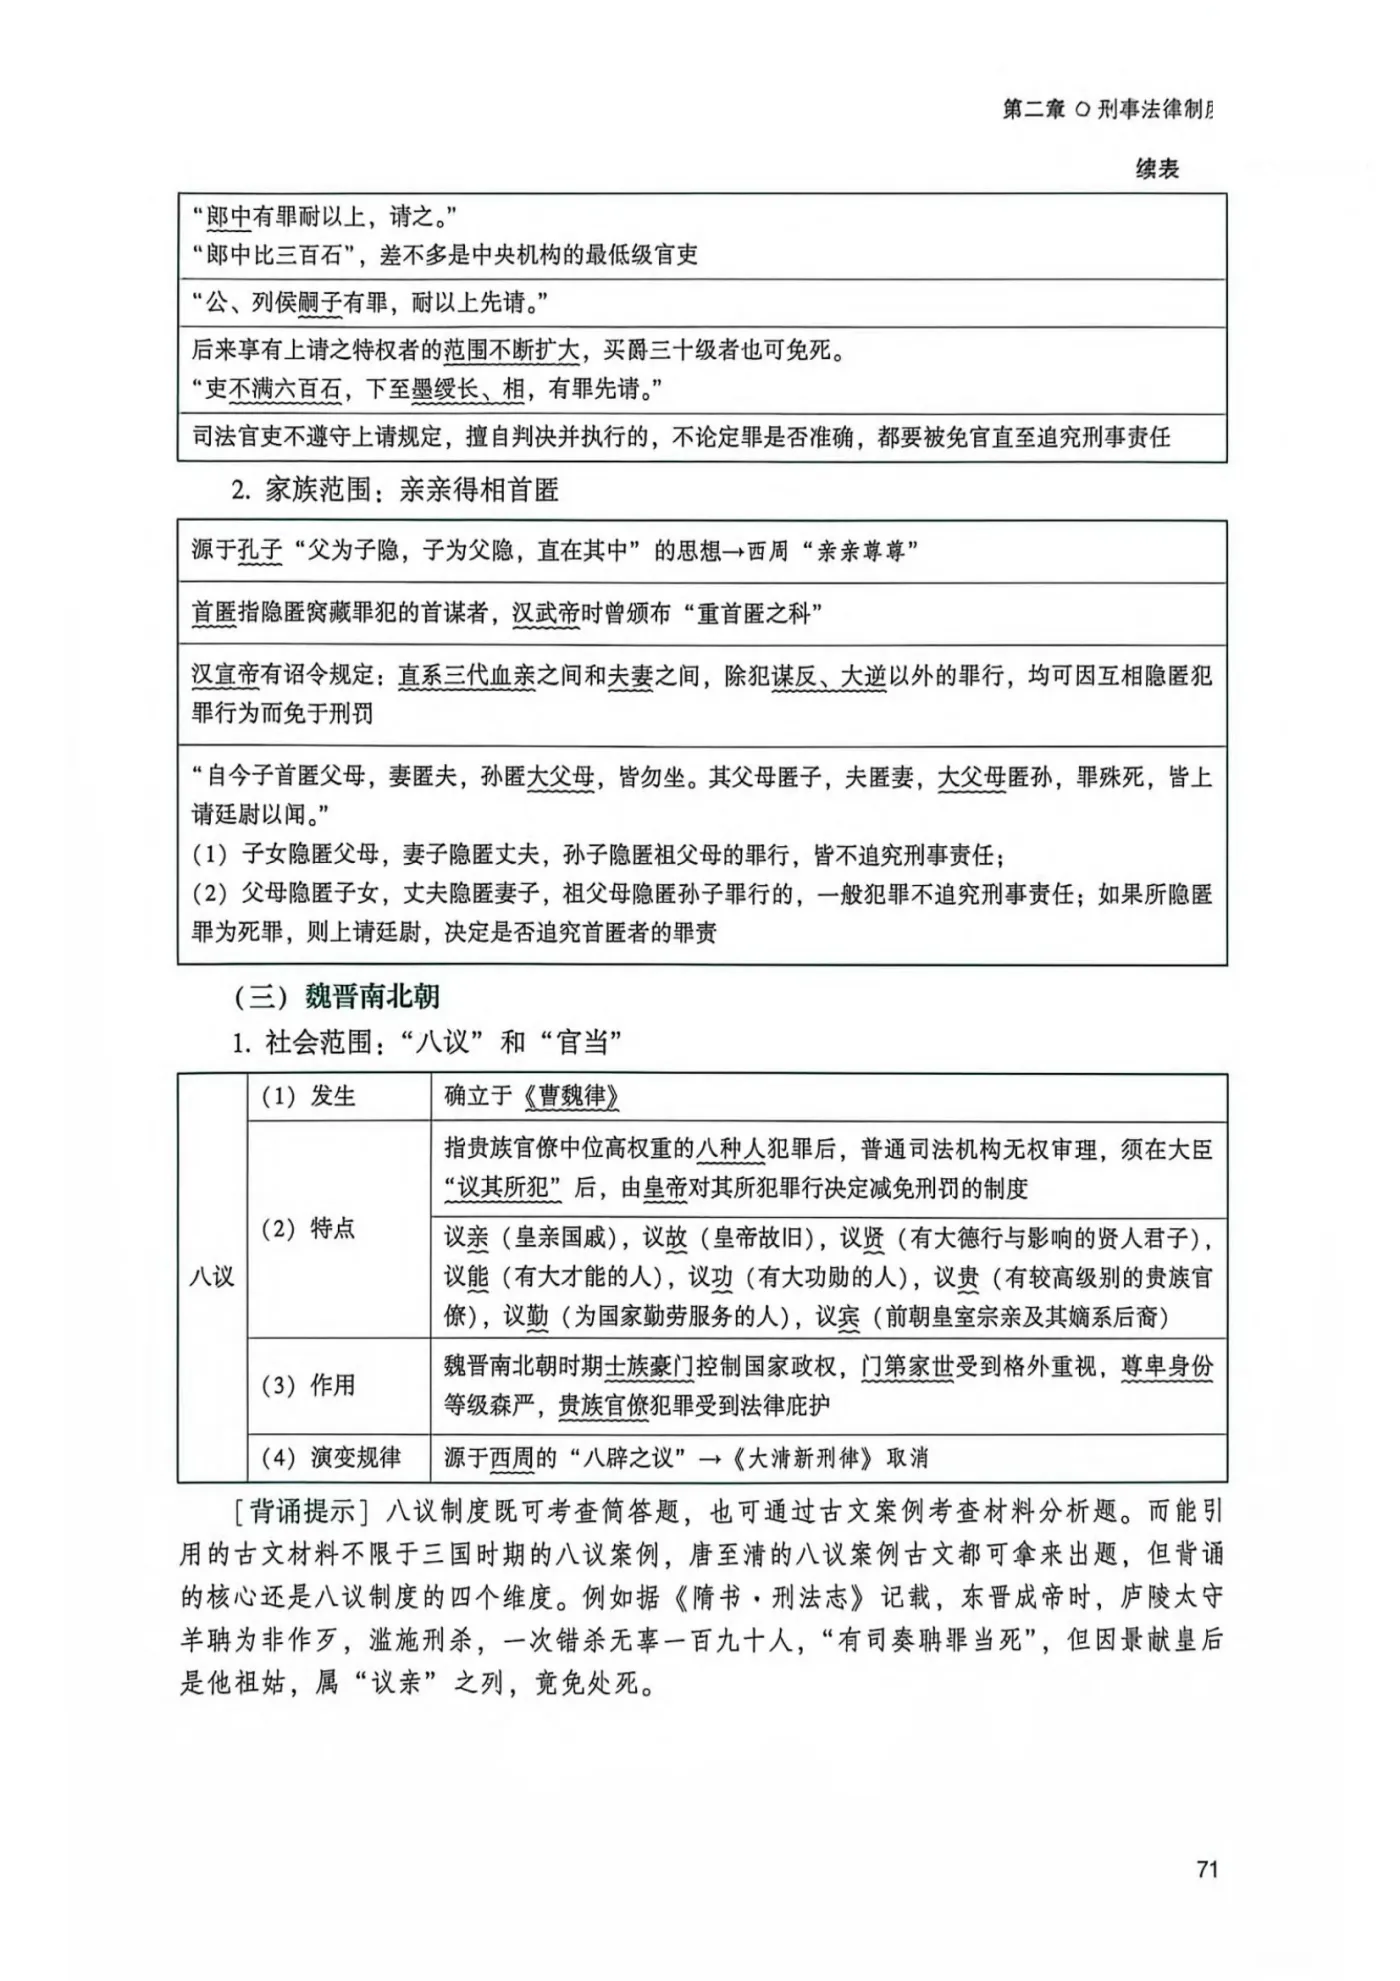 第二章 ○ 刑事法律制度
续表
“郎中有罪耐以上，请之。”
“郎中比三百石”，差不多是中央机构的最低级官吏
“公、列侯嗣子有罪，耐以上先请。”
后来享有上请之特权者的范围不断扩大，买爵三十级者也可免死。
“吏不满六百石，下至墨绶长、相，有罪先请。”
司法官吏不遵守上请规定，擅自判决并执行的，不论定罪是否准确，都要被免官直至追究刑事责任
2. 家族范围：亲亲得相首匿
源于孔子“父为子隐，子为父隐，直在其中”的思想→西周“亲亲尊尊”
首匿指隐匿窝藏罪犯的首谋者，汉武帝时曾颁布“重首匿之科”
汉宣帝有诏令规定：直系三代血亲之间和夫妻之间，除犯谋反、大逆以外的罪行，均可因互相隐匿犯
罪行为而免于刑罚
“自今子首匿父母，妻匿夫，孙匿大父母，皆勿坐。其父母匿子，夫匿妻，大父母匿孙，罪殊死，皆上
请廷尉以闻。”
（1）子女隐匿父母，妻子隐匿丈夫，孙子隐匿祖父母的罪行，皆不追究刑事责任；
（2）父母隐匿子女，丈夫隐匿妻子，祖父母隐匿孙子罪行的，一般犯罪不追究刑事责任；如果所隐匿
罪为死罪，则上请廷尉，决定是否追究首匿者的罪责
（三）魏晋南北朝
1. 社会范围：“八议”和“官当”
八议
（1）发生
确立于《曹魏律》
（2）特点
指贵族官僚中位高权重的八种人犯罪后，普通司法机构无权审理，须在大臣
“议其所犯”后，由皇帝对其所犯罪行决定减免刑罚的制度
议亲（皇亲国戚），议故（皇帝故旧），议贤（有大德行与影响的贤人君子），
议能（有大才能的人），议功（有大功勋的人），议贵（有较高级别的贵族官
僚），议勤（为国家勤劳服务的人），议宾（前朝皇室宗亲及其嫡系后裔）
（3）作用
魏晋南北朝时期士族豪门控制国家政权，门第家世受到格外重视，尊卑身份
等级森严，贵族官僚犯罪受到法律庇护
（4）演变规律
源于西周的“八辟之议”→《大清新刑律》取消
［背诵提示］八议制度既可考查简答题，也可通过古文案例考查材料分析题。而能引
用的古文材料不限于三国时期的八议案例，唐至清的八议案例古文都可拿来出题，但背诵
的核心还是八议制度的四个维度。例如据《隋书·刑法志》记载，东晋成帝时，庐陵太守
羊聃为非作歹，滥施刑杀，一次错杀无辜一百九十人，“有司奏聃罪当死”，但因景献皇后
是他祖姑，属“议亲”之列，竟免处死。
71